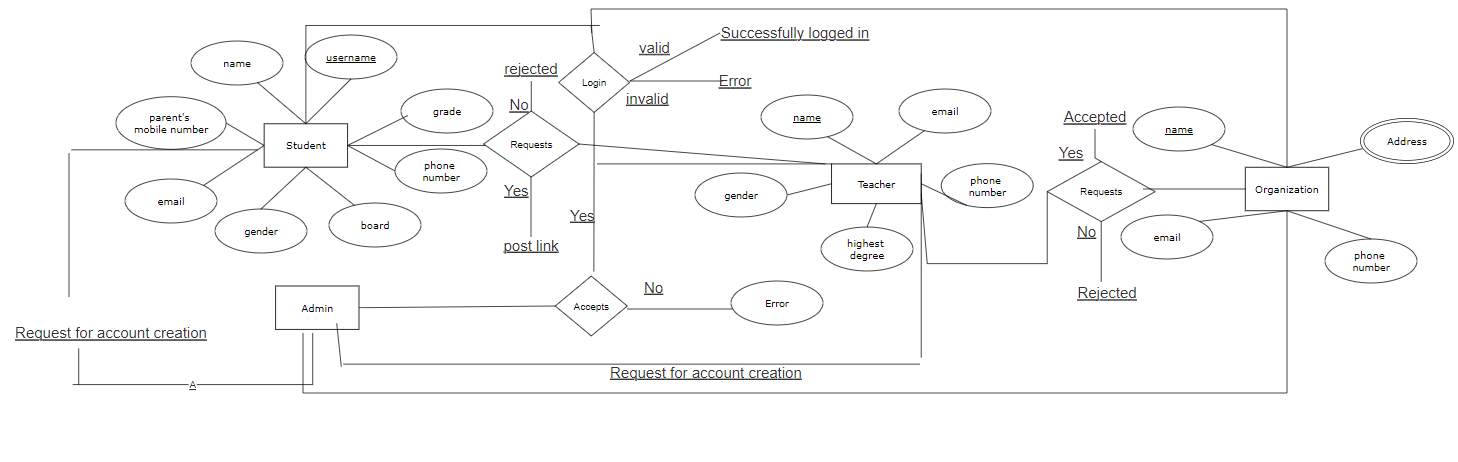 Successfully logged in
valid
name
username
rejected
Login
Error
invalid
No
grade
parent's
mobile number
name
email
Accepted
name
Address
Student
Requests
Yes
phone
number
Teacher
phone
number
Requests
Organization
Yes
gender
email
Yes
board
gender
No
email
post link
highest
degree
phone
number
No
Rejected
Admin
Accepts
Error
Request for account creation
Request for account creation
A